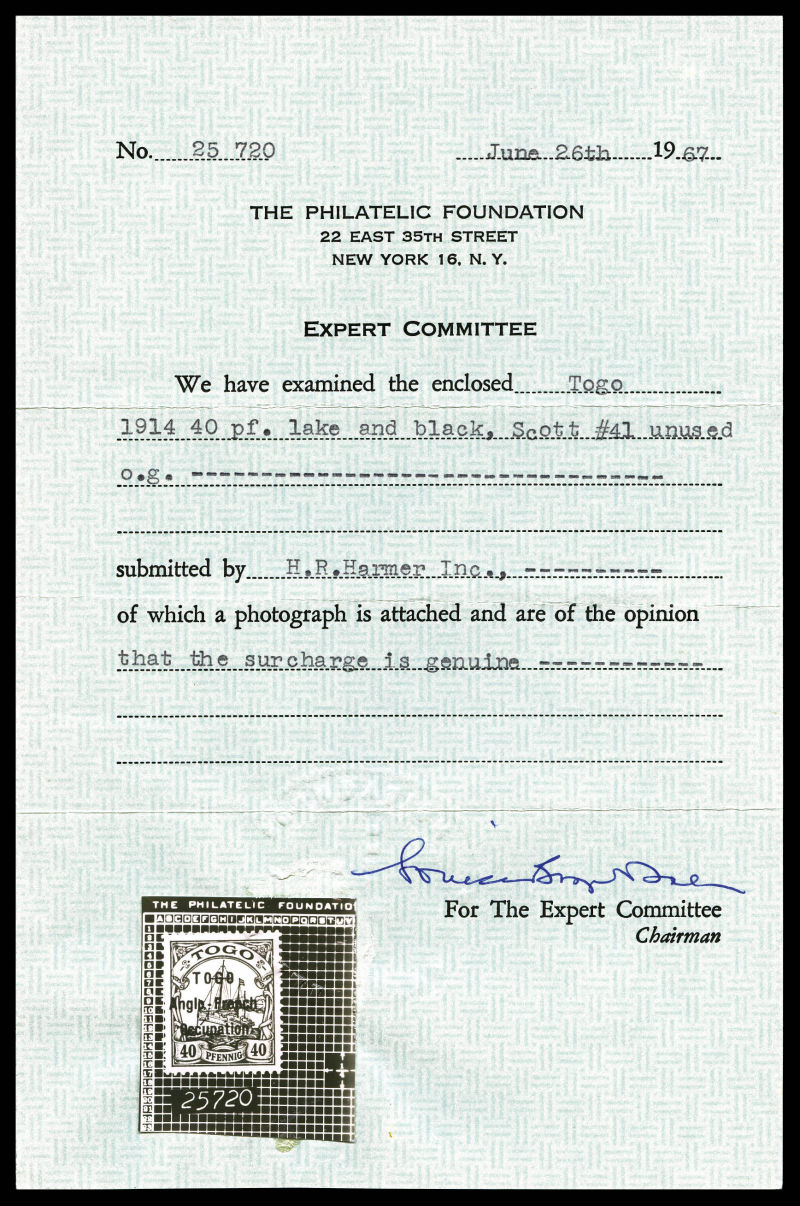 No. 25 720 June 26th 1967
THE PHILATELIC FOUNDATION
22 EAST 35TH STREET
NEW YORK 16, N. Y.
EXPERT COMMITTEE
We have examined the enclosed Togo
1914 40 pf. lake and black, Scott #41 unused
o.g.
submitted by H.R.Harmer Inc.,
of which a photograph is attached and are of the opinion
that the surcharge is genuine
For The Expert Committee
Chairman
THE PHILATELIC FOUNDATIO
A B C D E F G H I J K L M N O P Q R S T U V
TOGO
TOGO
Anglo-French
Occupation
40 PFENNIG 40
25720